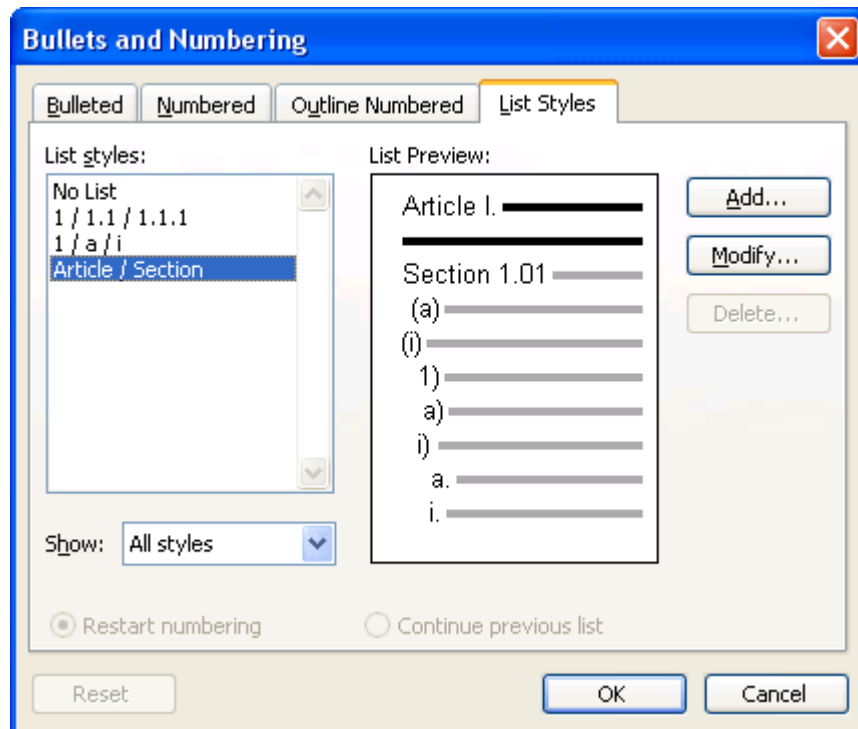 Bullets and Numbering
Bulleted Numbered Outline Numbered List Styles
List styles:
No List
1 / 1.1 / 1.1.1
1 / a / i
Article / Section
List Preview:
Article I.
Section 1.01
(a)
(i)
1)
a)
i)
a.
i.
Add...
Modify...
Delete...
Show: All styles
Restart numbering Continue previous list
Reset OK Cancel